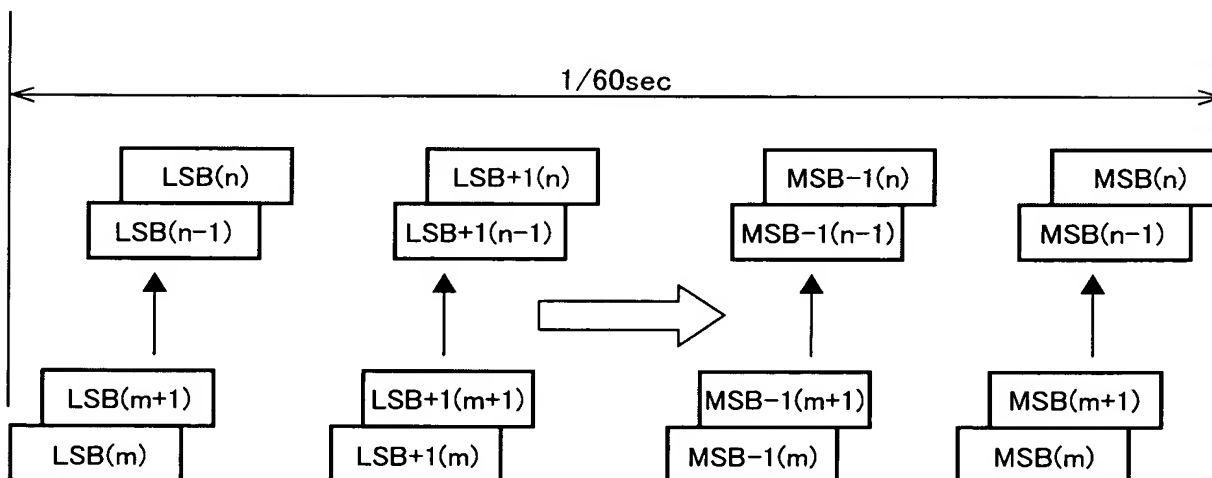 1/60sec
LSB(n) LSB+1(n) MSB-1(n) MSB(n)
LSB(n-1) LSB+1(n-1) MSB-1(n-1) MSB(n-1)
LSB(m+1) LSB+1(m+1) MSB-1(m+1) MSB(m+1)
LSB(m) LSB+1(m) MSB-1(m) MSB(m)